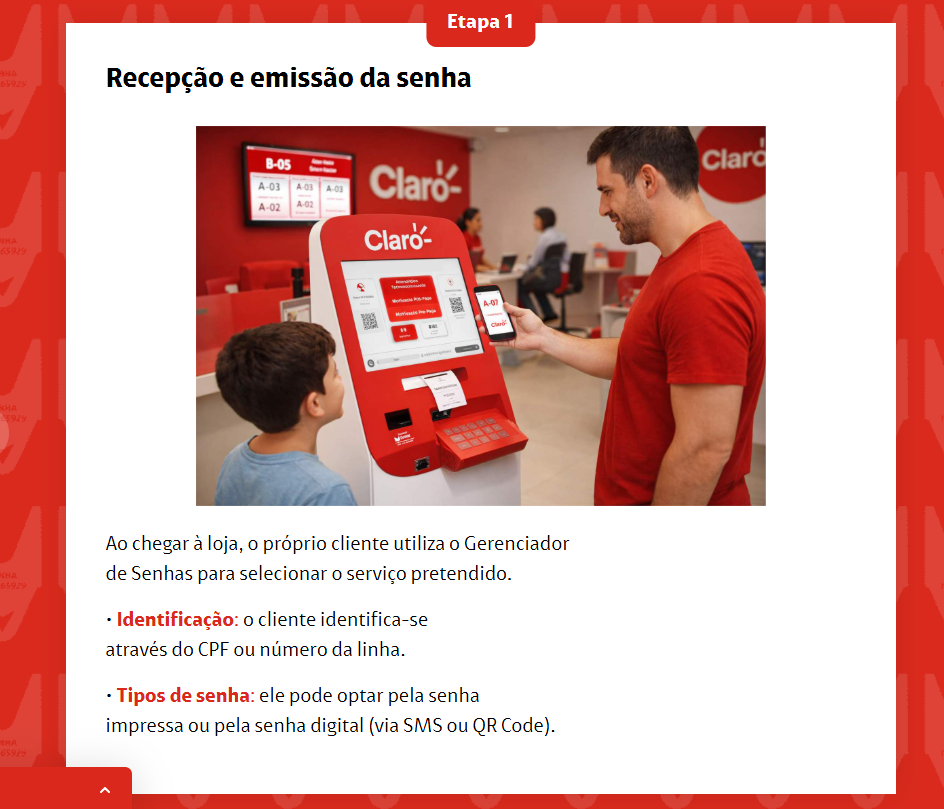 Etapa 1
Recepção e emissão da senha
B-05
A-03
A-03
A-03
A-02
A-02
Claro
Claro
Claro
A-07
Claro
Ao chegar à loja, o próprio cliente utiliza o Gerenciador
de Senhas para selecionar o serviço pretendido.
• Identificação: o cliente identifica-se
através do CPF ou número da linha.
• Tipos de senha: ele pode optar pela senha
impressa ou pela senha digital (via SMS ou QR Code).